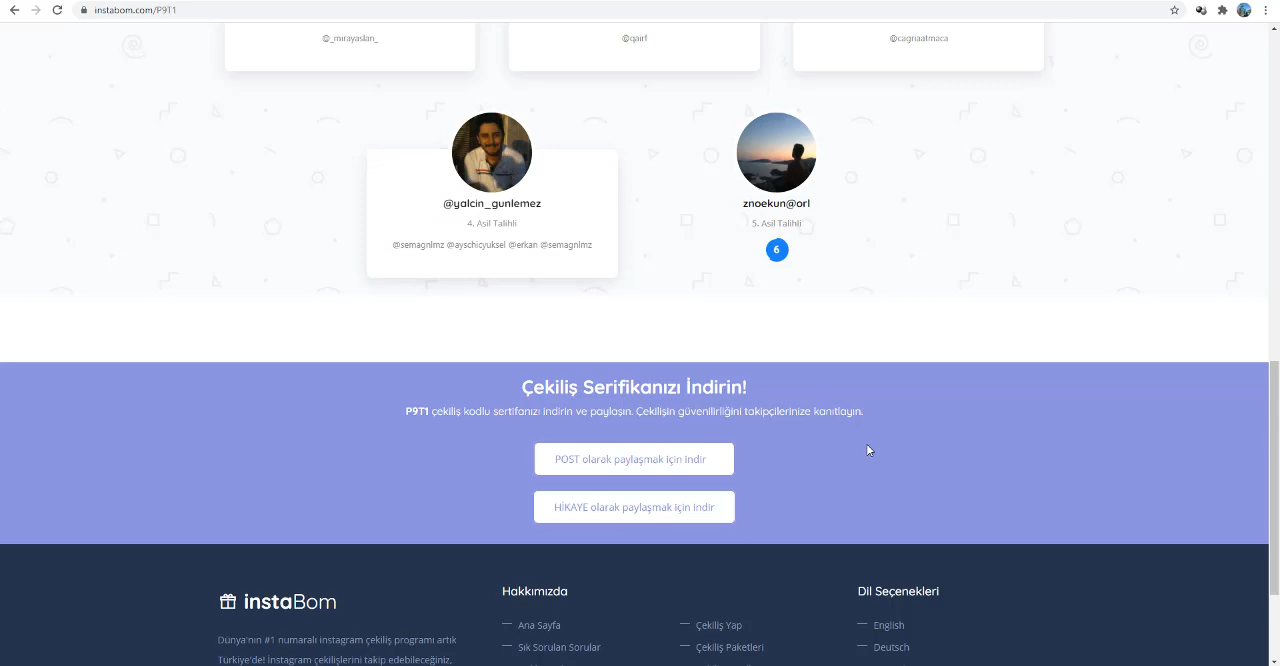 instabom.com/P9T1
@_mirayaslan_
@qairf
@cagriaatmaca
@yalcin_gunlemez
4. Asil Talihli
@semagnlmz @ayschicyuksel @erkan @semagnlmz
znoekun@orl
5. Asil Talihli
6
Çekiliş Serifikanızı İndirin!
P9T1 çekiliş kodlu sertifanızı indirin ve paylaşın. Çekilişin güvenilirliğini takipçilerinize kanıtlayın.
POST olarak paylaşmak için indir
HİKAYE olarak paylaşmak için indir
instaBom
Dünya'nın #1 numaralı instagram çekiliş programı artık
Türkiye'de! İnstagram çekilişlerini takip edebileceğiniz,
Hakkımızda
Ana Sayfa
Sık Sorulan Sorular
Çekiliş Yap
Çekiliş Paketleri
Dil Seçenekleri
English
Deutsch